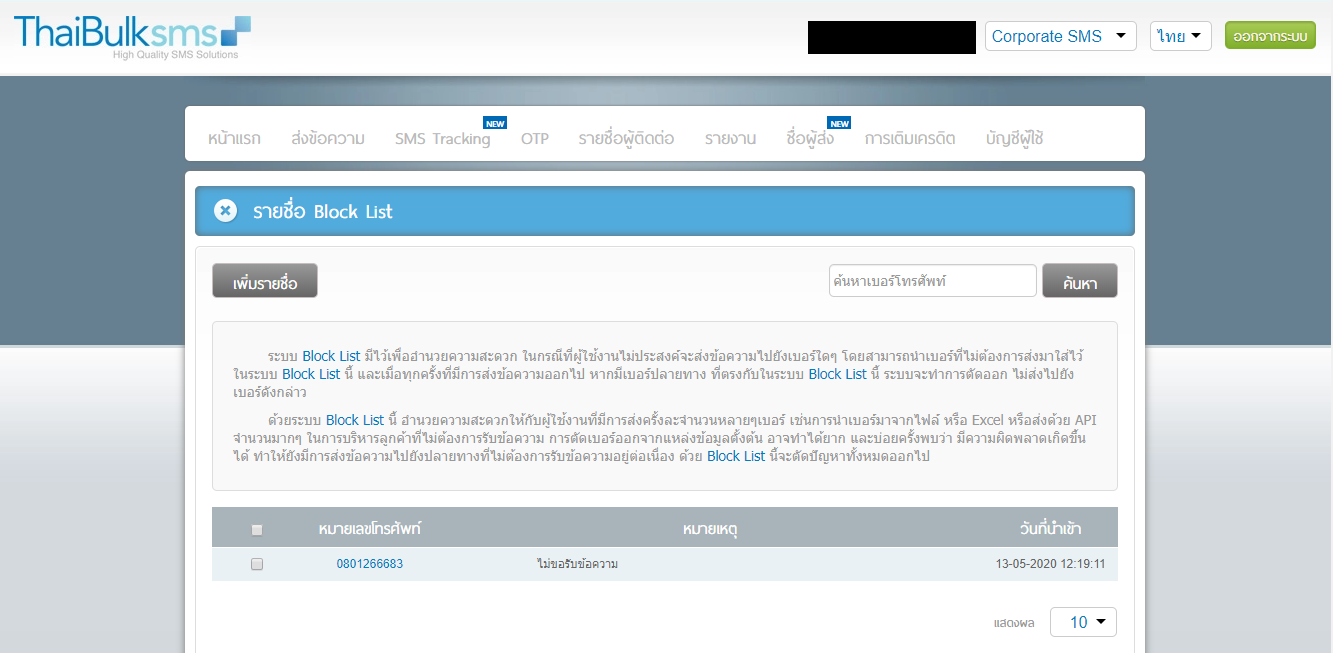 ThaiBulksms
High Quality SMS Solutions
Corporate SMS
ไทย
ออกจากระบบ
หน้าแรก ส่งข้อความ SMS Tracking NEW OTP รายชื่อผู้ติดต่อ รายงาน ชื่อผู้ส่ง NEW การเติมเครดิต บัญชีผู้ใช้
รายชื่อ Block List
เพิ่มรายชื่อ ค้นหาเบอร์โทรศัพท์ ค้นหา
ระบบ Block List มีไว้เพื่ออำนวยความสะดวก ในกรณีที่ผู้ใช้งานไม่ประสงค์จะส่งข้อความไปยังเบอร์ใดๆ โดยสามารถนำเบอร์ที่ไม่ต้องการส่งมาใส่ไว้
ในระบบ Block List นี้ และเมื่อทุกครั้งที่มีการส่งข้อความออกไป หากมีเบอร์ปลายทาง ที่ตรงกับในระบบ Block List นี้ ระบบจะทำการตัดออก ไม่ส่งไปยัง
เบอร์ดังกล่าว
ด้วยระบบ Block List นี้ อำนวยความสะดวกให้กับผู้ใช้งานที่มีการส่งครั้งละจำนวนหลายๆเบอร์ เช่นการนำเบอร์มาจากไฟล์ หรือ Excel หรือส่งด้วย API
จำนวนมากๆ ในการบริหารลูกค้าที่ไม่ต้องการรับข้อความ การตัดเบอร์ออกจากแหล่งข้อมูลตั้งต้น อาจทำได้ยาก และบ่อยครั้งพบว่า มีความผิดพลาดเกิดขึ้น
ได้ ทำให้ยังมีการส่งข้อความไปยังปลายทางที่ไม่ต้องการรับข้อความอยู่ต่อเนื่อง ด้วย Block List นี้จะตัดปัญหาทั้งหมดออกไป
หมายเลขโทรศัพท์ หมายเหตุ วันที่นำเข้า
0801266683 ไม่ขอรับข้อความ 13-05-2020 12:19:11
แสดงผล 10